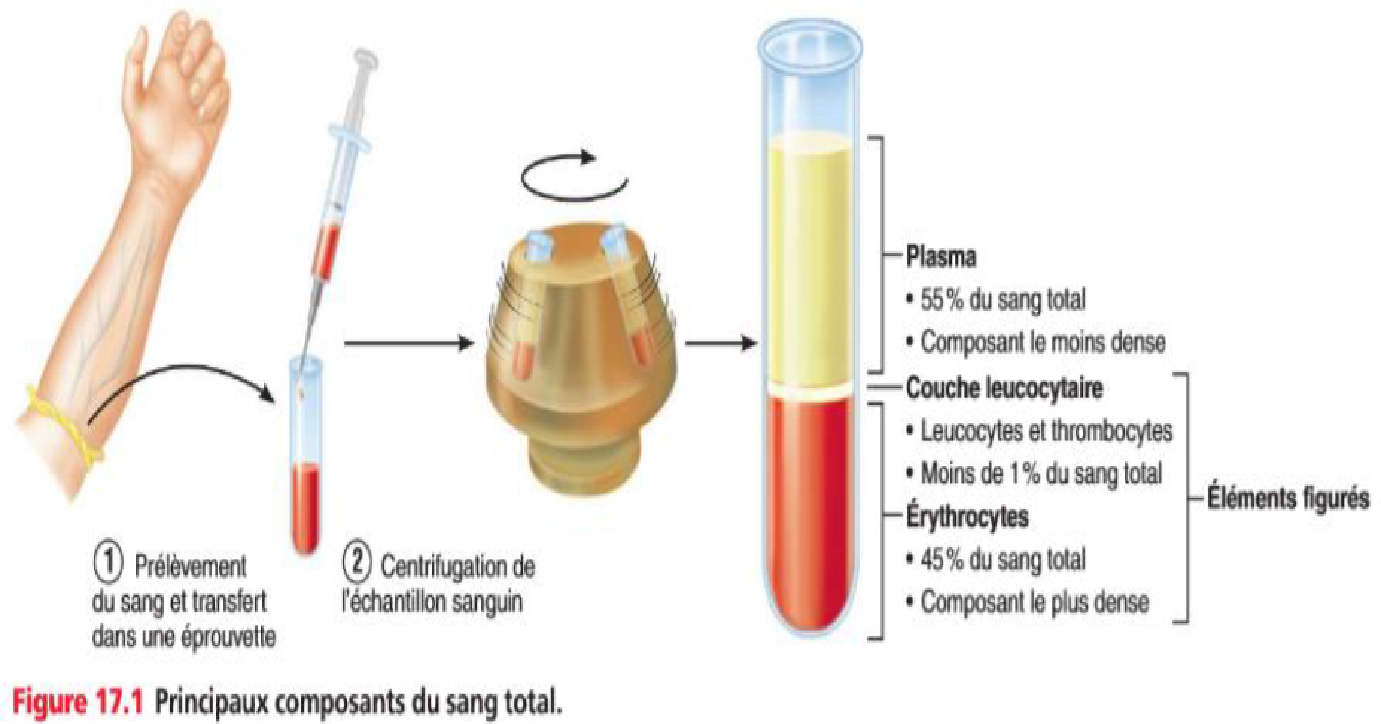 Plasma
• 55% du sang total
• Composant le moins dense
Couche leucocytaire
• Leucocytes et thrombocytes
• Moins de 1% du sang total
Éléments figurés
Érythrocytes
• 45% du sang total
• Composant le plus dense
1 Prélèvement
du sang et transfert
dans une éprouvette
2 Centrifugation de
l'échantillon sanguin
Figure 17.1 Principaux composants du sang total.